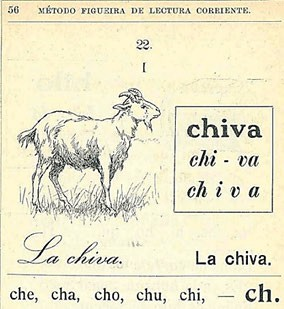 56 MÉTODO FIGUEIRA DE LECTURA CORRIENTE.
22.
I
chiva
chi - va
ch i v a
La chiva. La chiva.
che, cha, cho, chu, chi, — ch.